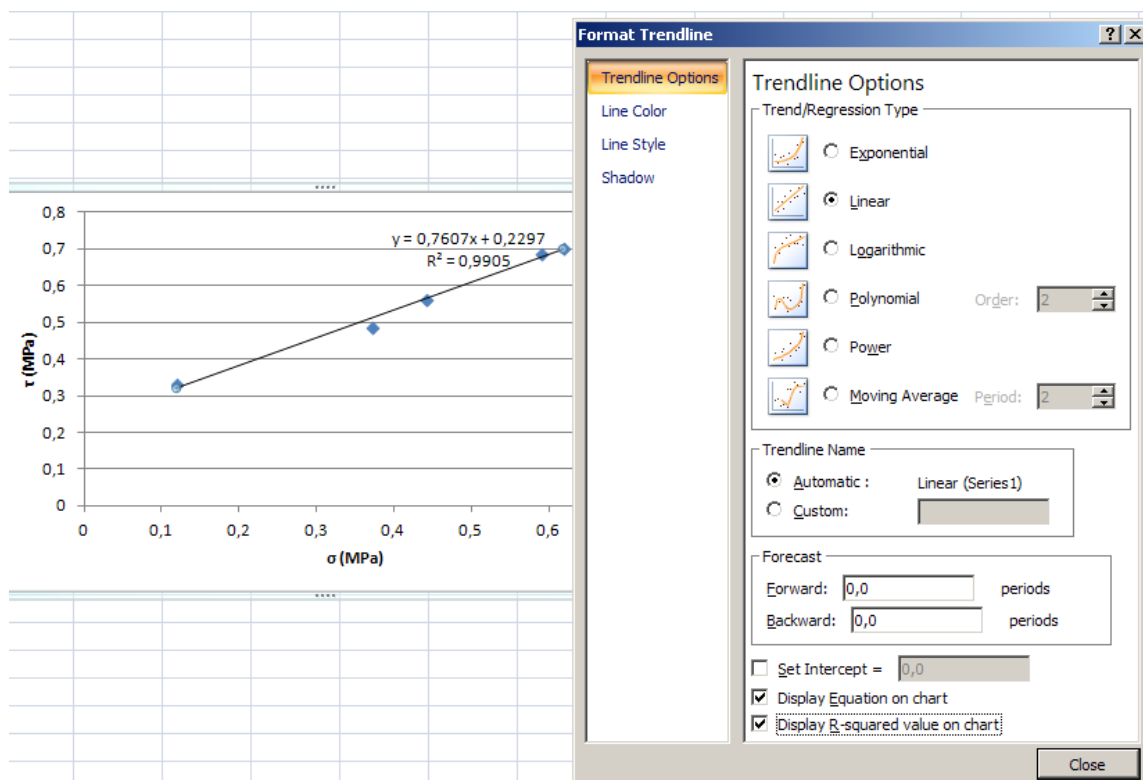 Format Trendline
Trendline Options
Line Color
Line Style
Shadow
Trendline Options
Trend/Regression Type
Exponential
Linear
Logarithmic
Polynomial Order: 2
Power
Moving Average Period: 2
Trendline Name
Automatic : Linear (Series1)
Custom:
Forecast
Forward: 0,0 periods
Backward: 0,0 periods
Set Intercept = 0,0
Display Equation on chart
Display R-squared value on chart
Close
y = 0,7607x + 0,2297
R² = 0,9905
τ (MPa)
0,8
0,7
0,6
0,5
0,4
0,3
0,2
0,1
0
0 0,1 0,2 0,3 0,4 0,5 0,6
σ (MPa)